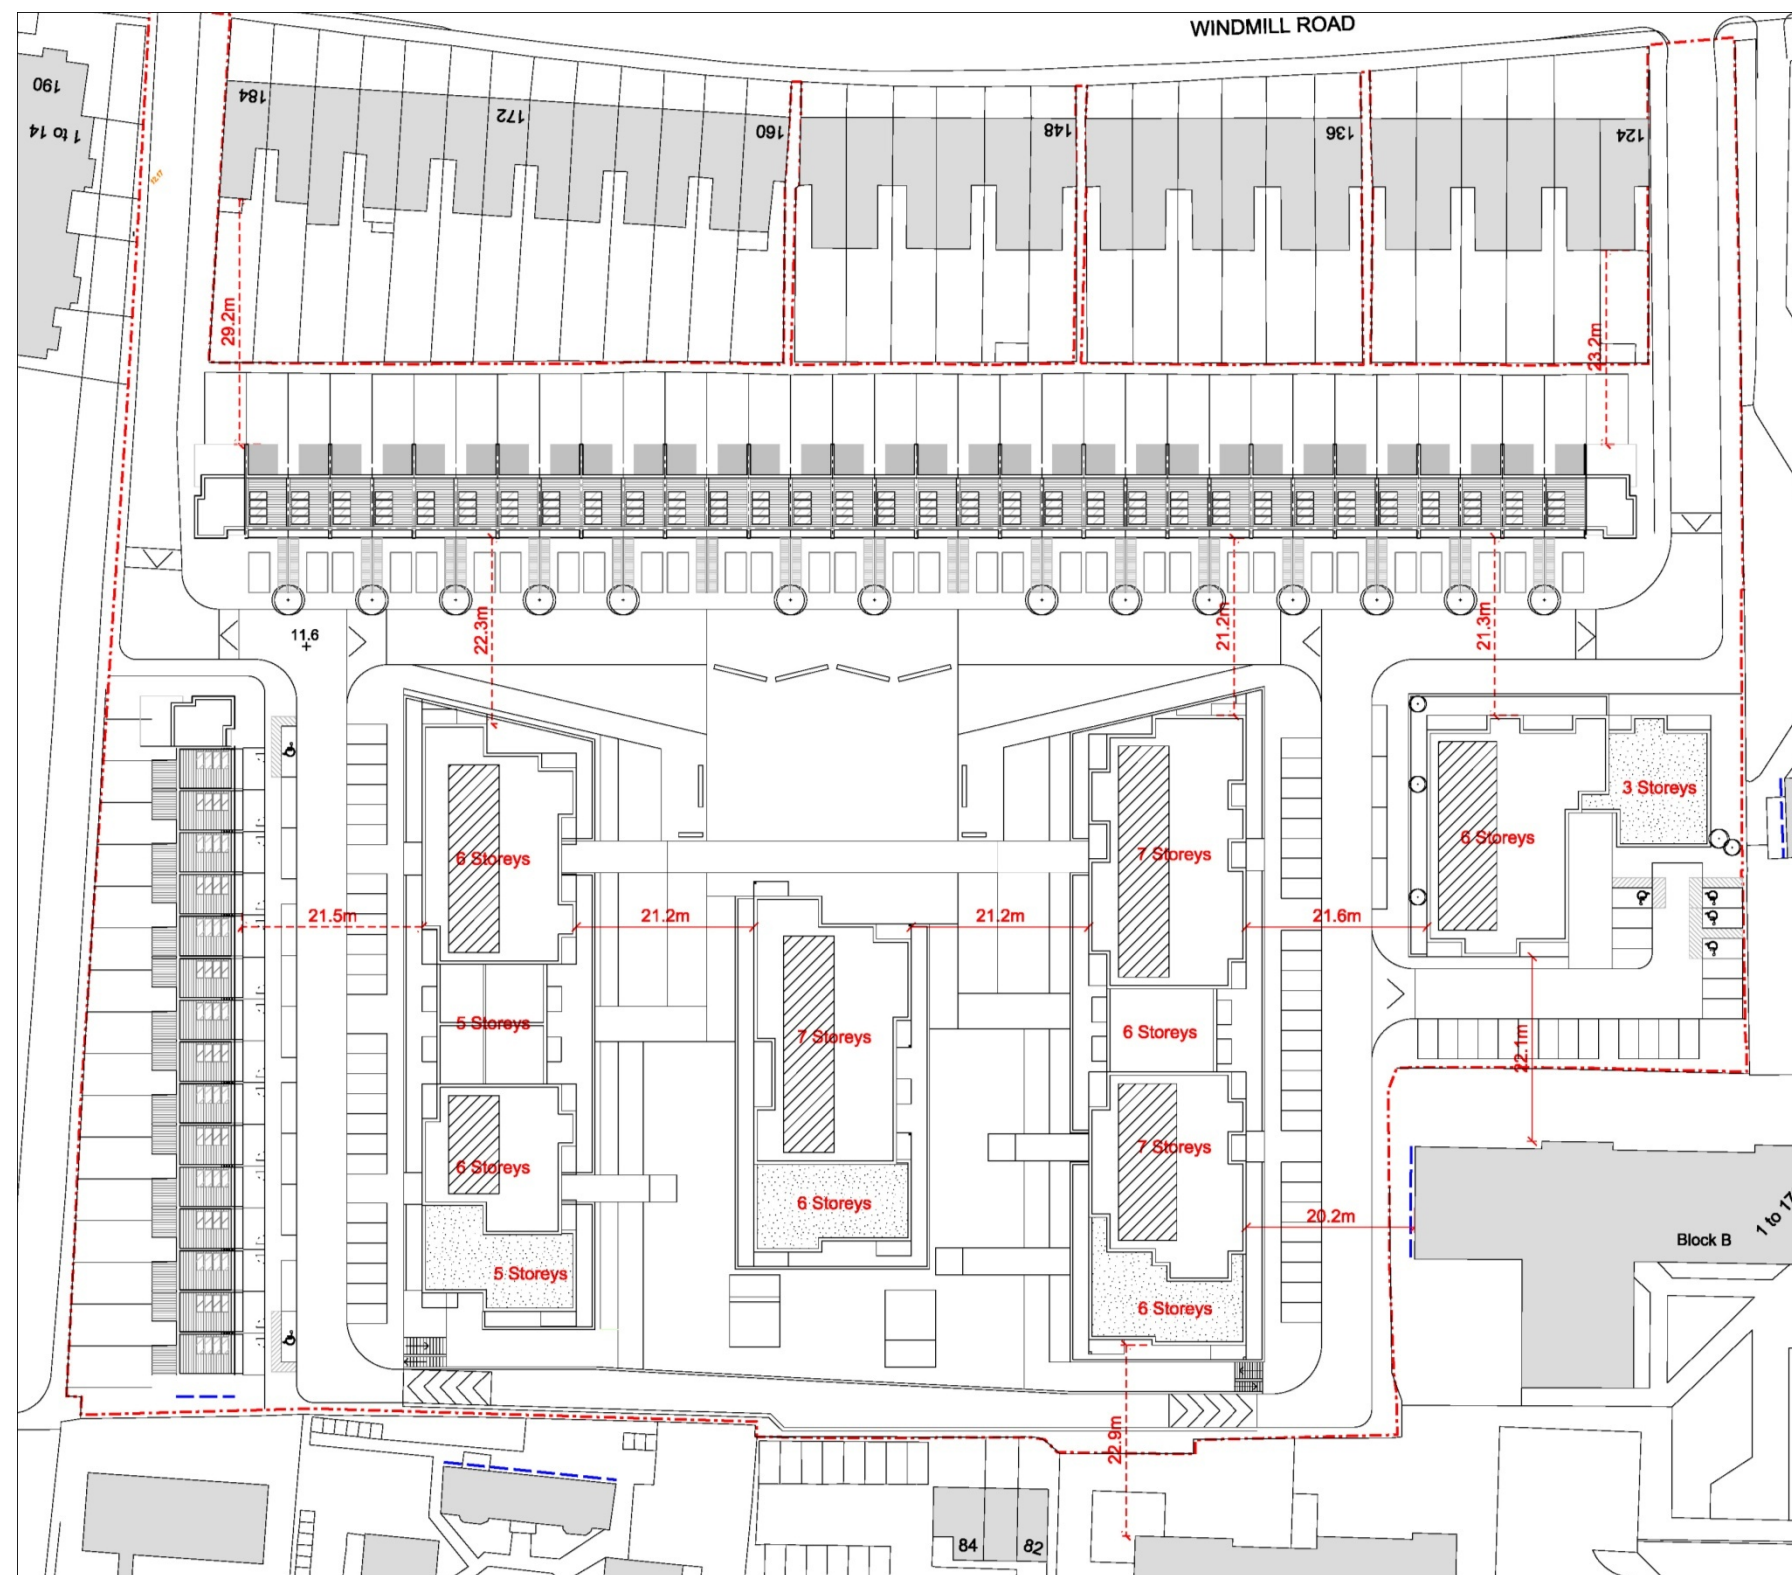 WINDMILL ROAD
190
1 to 14
184
172
160
148
136
124
12.17
29.2m
23.2m
22.3m
21.2m
21.3m
11.6
6 Storeys
7 Storeys
6 Storeys
3 Storeys
21.5m
21.2m
21.2m
21.6m
5 Storeys
7 Storeys
6 Storeys
22.1m
6 Storeys
7 Storeys
6 Storeys
20.2m
1 to 17
Block B
5 Storeys
6 Storeys
22.9m
84
82